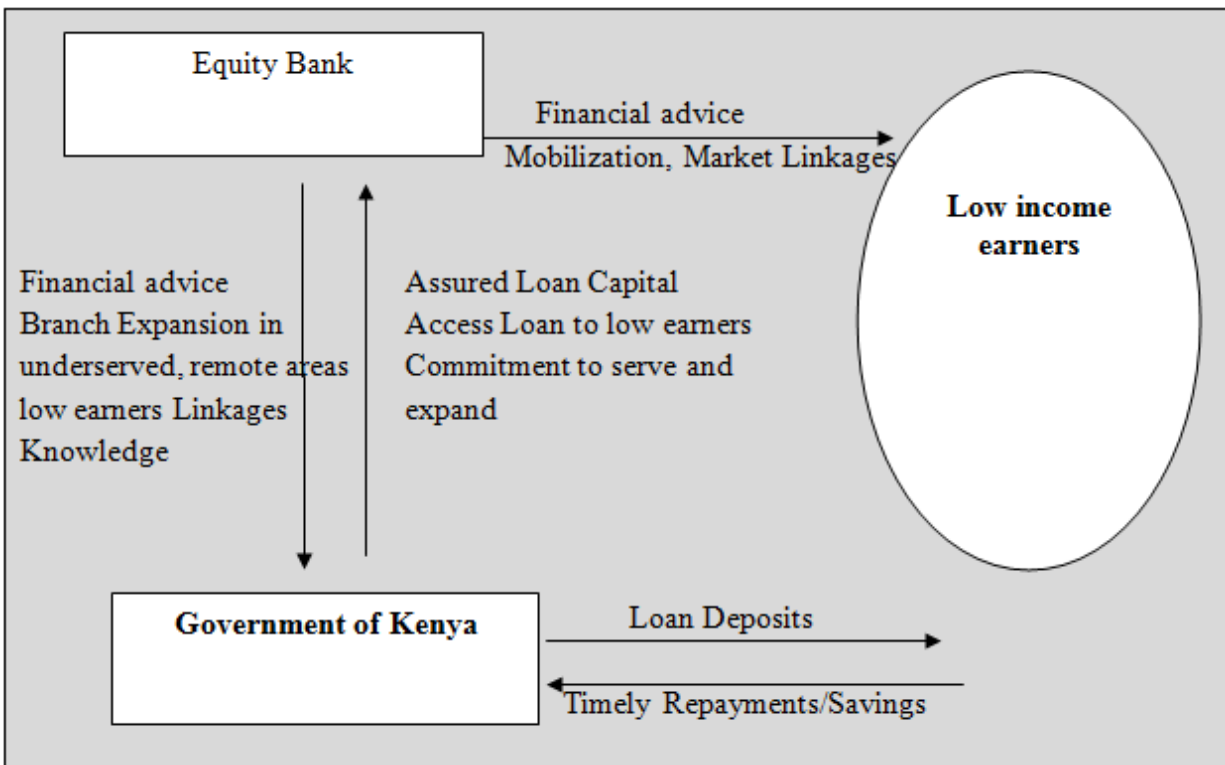 Equity Bank
Financial advice
Mobilization, Market Linkages
Low income
earners
Financial advice
Branch Expansion in
underserved, remote areas
low earners Linkages
Knowledge
Assured Loan Capital
Access Loan to low earners
Commitment to serve and
expand
Government of Kenya
Loan Deposits
Timely Repayments/Savings